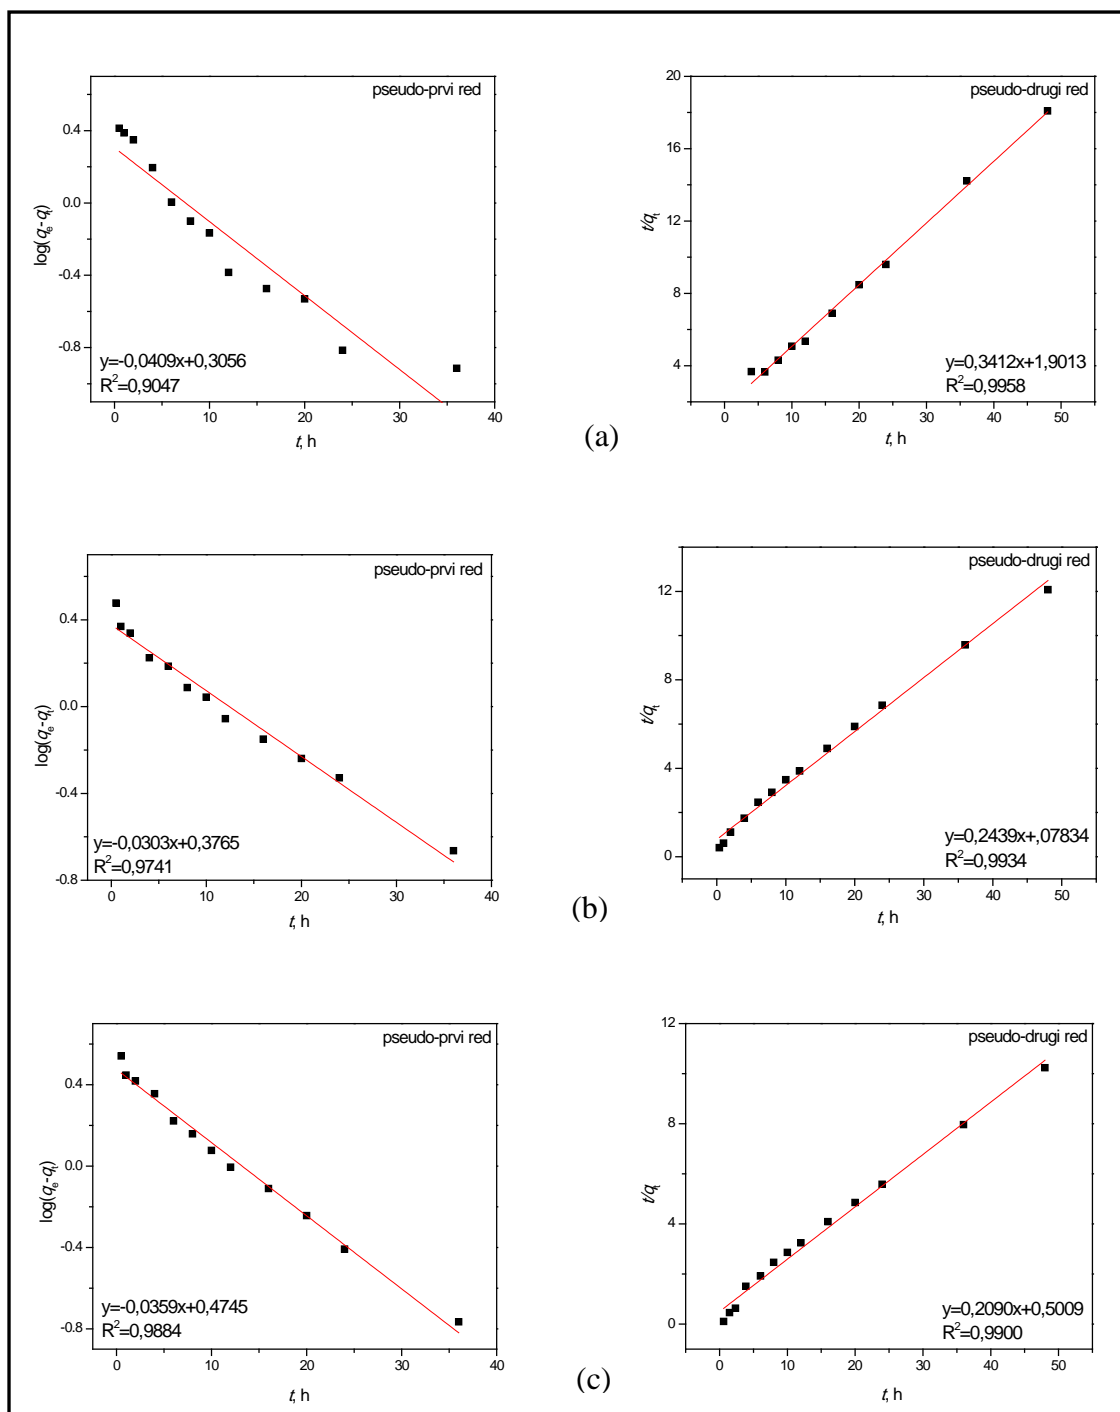 pseudo-prvi red
log(qe-qt)
0.4
0.0
-0.4
-0.8
y=-0,0409x+0,3056
R2=0,9047
0 10 20 30 40
t, h
pseudo-drugi red
t/qt
20
16
12
8
4
y=0,3412x+1,9013
R2=0,9958
0 10 20 30 40 50
t, h
(a)
pseudo-prvi red
log(qe-qt)
0.4
0.0
-0.4
-0.8
y=-0,0303x+0,3765
R2=0,9741
0 10 20 30 40
t, h
pseudo-drugi red
t/qt
12
8
4
0
y=0,2439x+,07834
R2=0,9934
0 10 20 30 40 50
t, h
(b)
pseudo-prvi red
log(qe-qt)
0.4
0.0
-0.4
-0.8
y=-0,0359x+0,4745
R2=0,9884
0 10 20 30 40
t, h
pseudo-drugi red
t/qt
12
8
4
0
y=0,2090x+0,5009
R2=0,9900
0 10 20 30 40 50
t, h
(c)